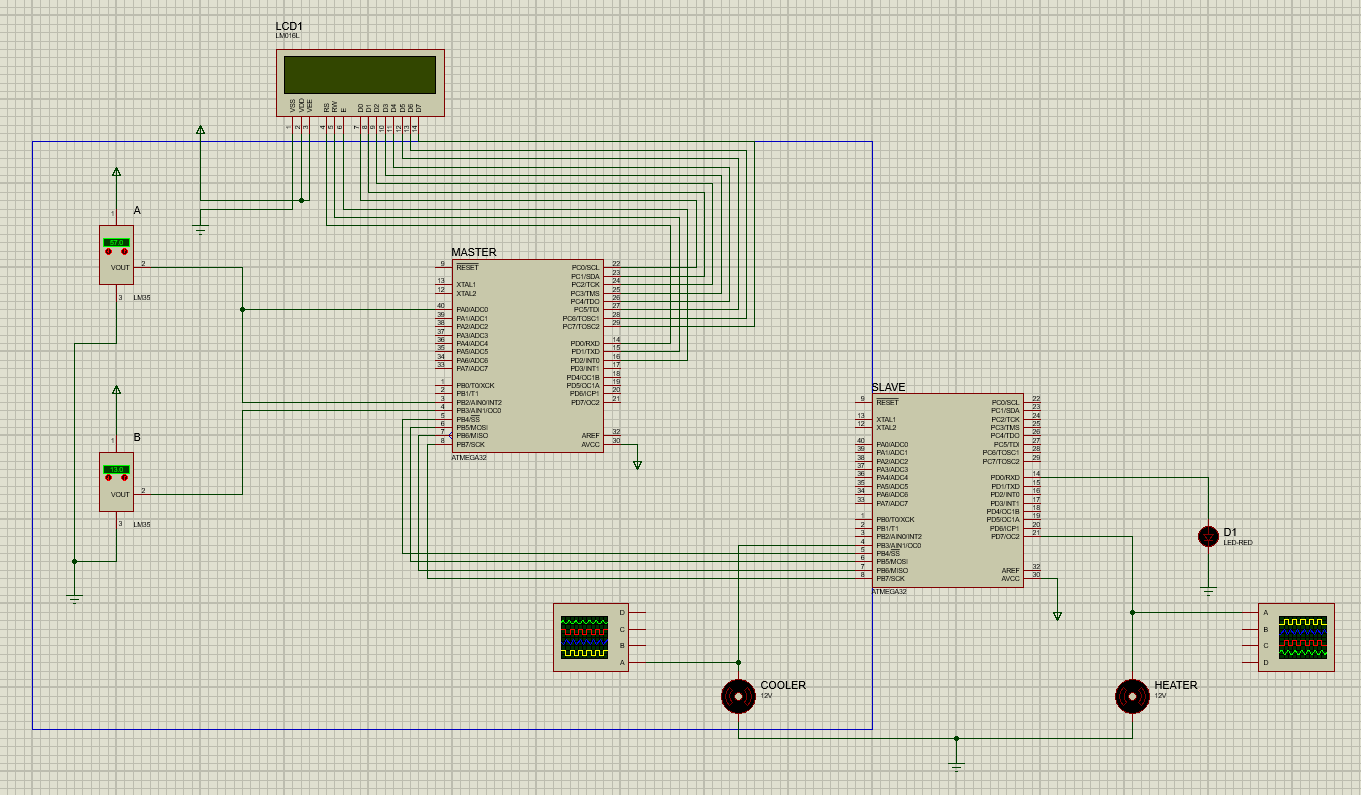 LCD1
LM016L
VSS VDD VEE RS RW E D0 D1 D2 D3 D4 D5 D6 D7
1 2 3 4 5 6 7 8 9 10 11 12 13 14
A
1
VOUT 2
3 LM35
B
1
13.0
VOUT 2
3 LM35
MASTER
9 RESET PC0/SCL 22
PC1/SDA 23
13 XTAL1 PC2/TCK 24
12 XTAL2 PC3/TMS 25
PC4/TDO 26
40 PA0/ADC0 PC5/TDI 27
39 PA1/ADC1 PC6/TOSC1 28
38 PA2/ADC2 PC7/TOSC2 29
37 PA3/ADC3
36 PA4/ADC4 PD0/RXD 14
35 PA5/ADC5 PD1/TXD 15
34 PA6/ADC6 PD2/INT0 16
33 PA7/ADC7 PD3/INT1 17
PD4/OC1B 18
1 PB0/T0/XCK PD5/OC1A 19
2 PB1/T1 PD6/ICP1 20
3 PB2/AIN0/INT2 PD7/OC2 21
4 PB3/AIN1/OC0
5 PB4/SS
6 PB5/MOSI
7 PB6/MISO AREF 32
8 PB7/SCK AVCC 30
ATMEGA32
SLAVE
9 RESET PC0/SCL 22
PC1/SDA 23
13 XTAL1 PC2/TCK 24
12 XTAL2 PC3/TMS 25
PC4/TDO 26
40 PA0/ADC0 PC5/TDI 27
39 PA1/ADC1 PC6/TOSC1 28
38 PA2/ADC2 PC7/TOSC2 29
37 PA3/ADC3
36 PA4/ADC4 PD0/RXD 14
35 PA5/ADC5 PD1/TXD 15
34 PA6/ADC6 PD2/INT0 16
33 PA7/ADC7 PD3/INT1 17
PD4/OC1B 18
1 PB0/T0/XCK PD5/OC1A 19
2 PB1/T1 PD6/ICP1 20
3 PB2/AIN0/INT2 PD7/OC2 21
4 PB3/AIN1/OC0
5 PB4/SS
6 PB5/MOSI
7 PB6/MISO AREF 32
8 PB7/SCK AVCC 30
ATMEGA32
D1
LED-RED
D
C
B
A
A
B
C
D
COOLER
12V
HEATER
12V